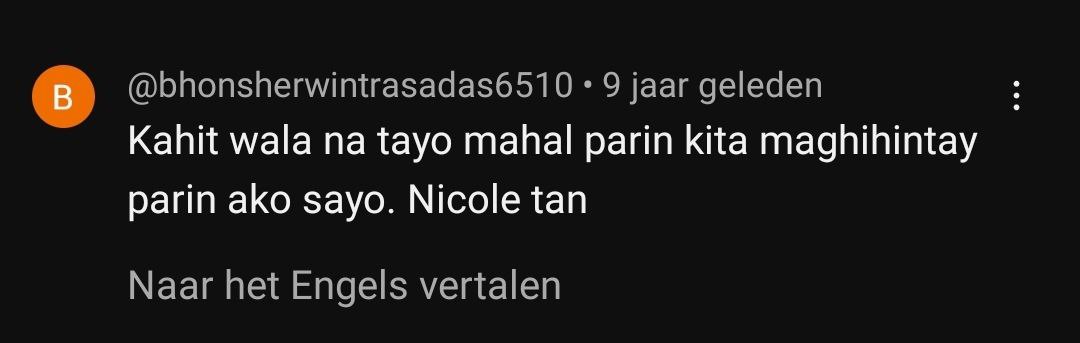 B
@bhonsherwintrasadas6510 • 9 jaar geleden
Kahit wala na tayo mahal parin kita maghihintay
parin ako sayo. Nicole tan
Naar het Engels vertalen